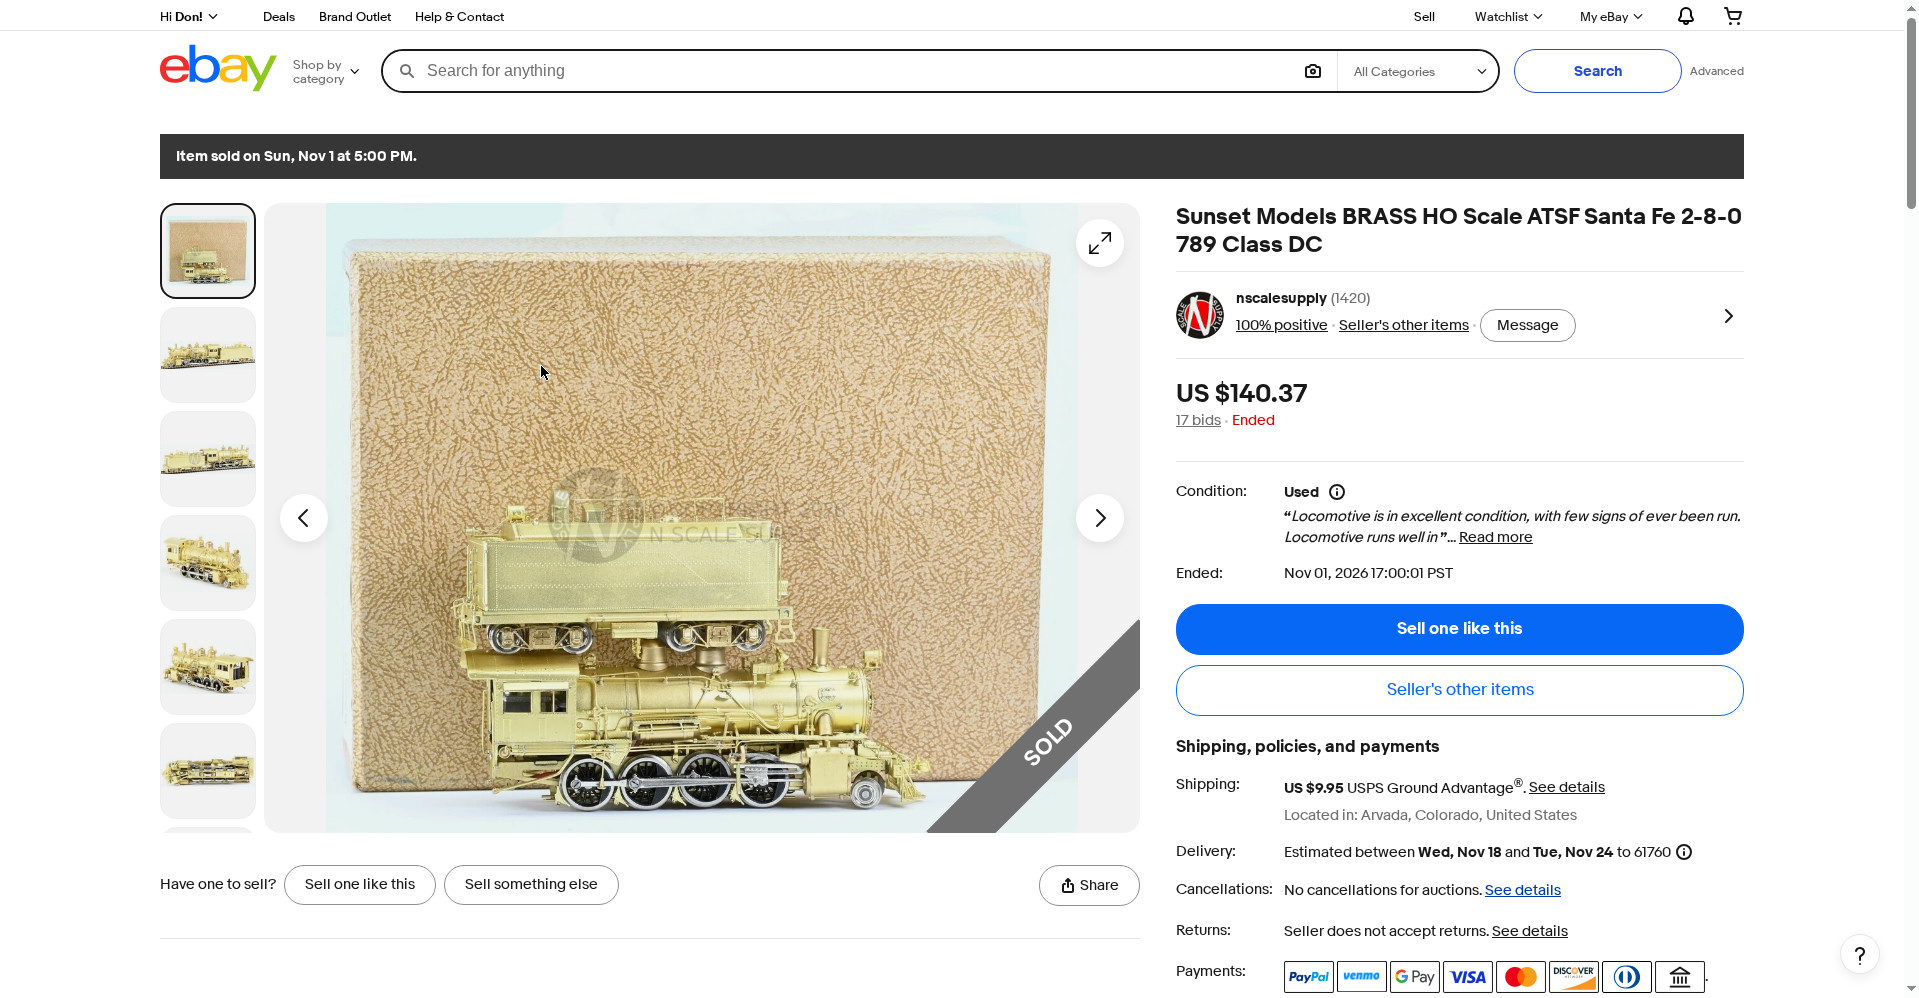 Hi Don!
Deals
Brand Outlet
Help & Contact
Sell
Watchlist
My eBay
ebay
Shop by category
Search for anything
All Categories
Search
Advanced
Item sold on Sun, Nov 1 at 5:00 PM.
Sunset Models BRASS HO Scale ATSF Santa Fe 2-8-0
789 Class DC
nscalesupply (1420)
100% positive · Seller's other items · Message
US $140.37
17 bids · Ended
Condition:
Used
“Locomotive is in excellent condition, with few signs of ever been run.
Locomotive runs well in”... Read more
Ended:
Nov 01, 2026 17:00:01 PST
Sell one like this
Seller's other items
N SCALE SUPPLY
SOLD
Shipping, policies, and payments
Shipping:
US $9.95 USPS Ground Advantage®. See details
Located in: Arvada, Colorado, United States
Delivery:
Estimated between Wed, Nov 18 and Tue, Nov 24 to 61760
Cancellations:
No cancellations for auctions. See details
Returns:
Seller does not accept returns. See details
Payments:
PayPal
venmo
G Pay
VISA
DISCOVER
Have one to sell?
Sell one like this
Sell something else
Share
?